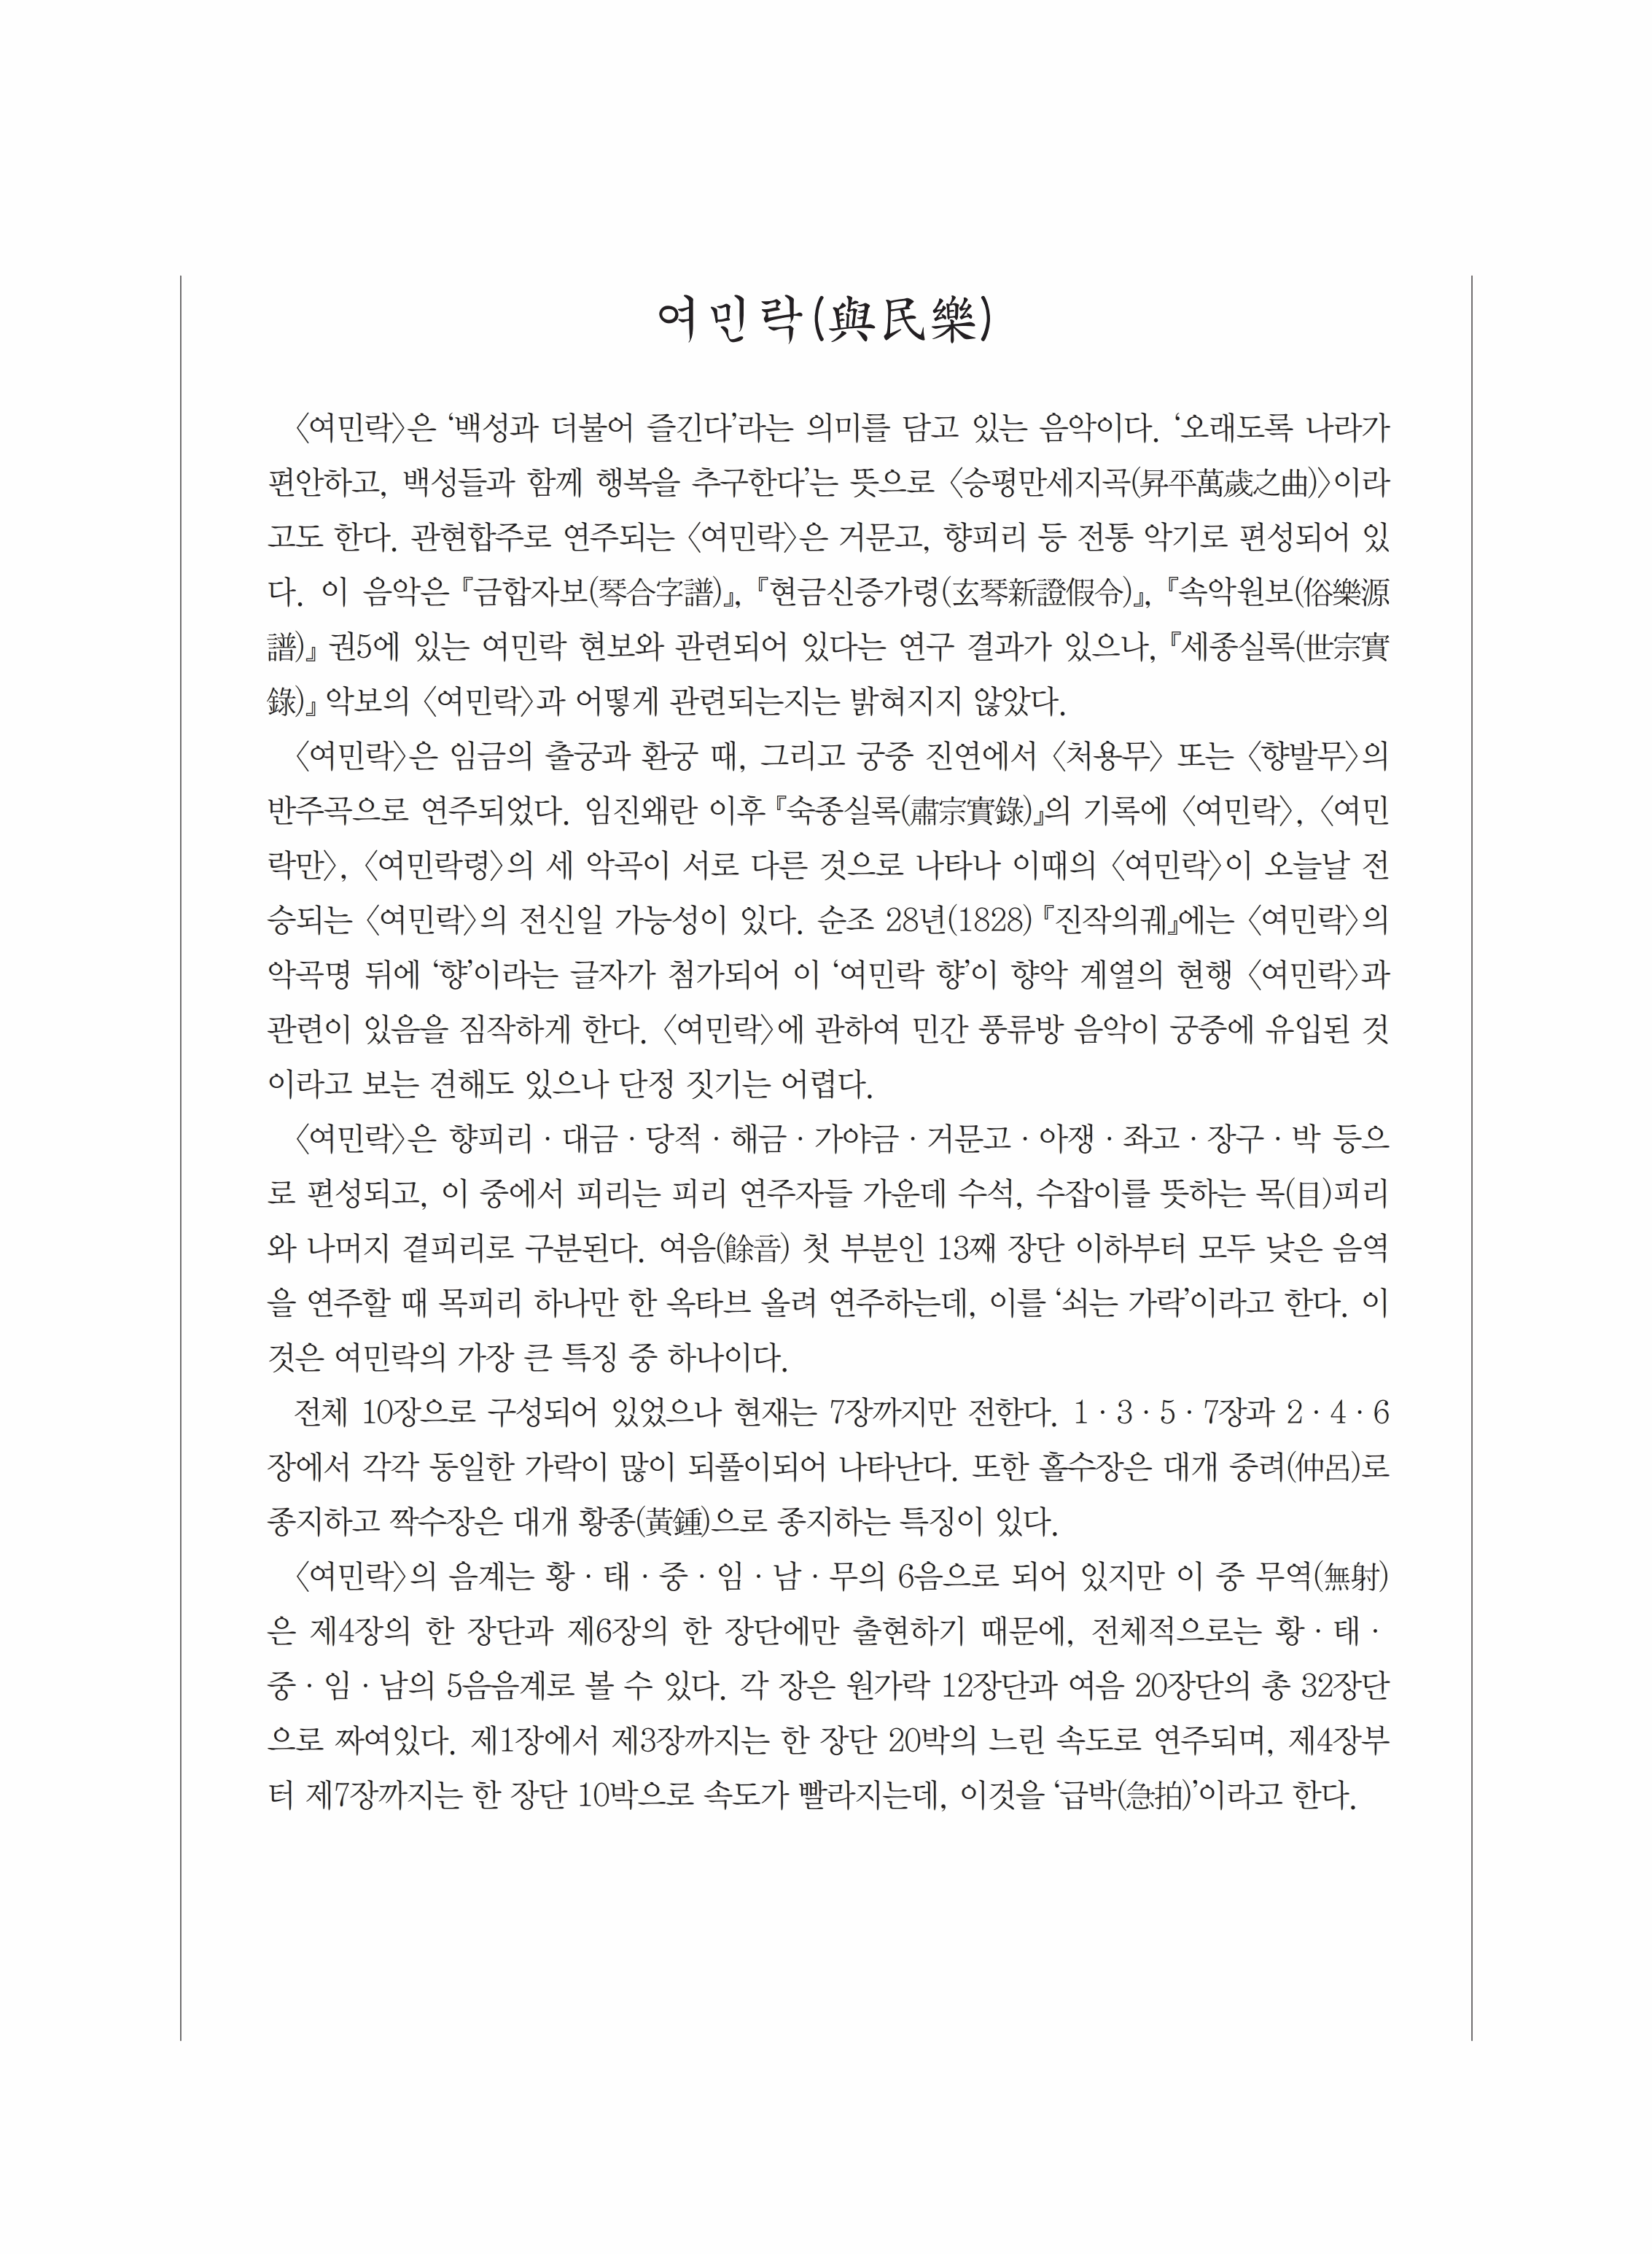 여민락(與民樂)
〈여민락〉은 ‘백성과 더불어 즐긴다’라는 의미를 담고 있는 음악이다. ‘오래도록 나라가
편안하고, 백성들과 함께 행복을 추구한다’는 뜻으로 〈승평만세지곡(昇平萬歲之曲)〉이라
고도 한다. 관현합주로 연주되는 〈여민락〉은 거문고, 향피리 등 전통 악기로 편성되어 있
다. 이 음악은 『금합자보(琴合字譜)』, 『현금신증가령(玄琴新證假令)』, 『속악원보(俗樂源
譜)』 권5에 있는 여민락 현보와 관련되어 있다는 연구 결과가 있으나, 『세종실록(世宗實
錄)』 악보의 〈여민락〉과 어떻게 관련되는지는 밝혀지지 않았다.
〈여민락〉은 임금의 출궁과 환궁 때, 그리고 궁중 진연에서 〈처용무〉 또는 〈향발무〉의
반주곡으로 연주되었다. 임진왜란 이후 『숙종실록(肅宗實錄)』의 기록에 〈여민락〉, 〈여민
락만〉, 〈여민락령〉의 세 악곡이 서로 다른 것으로 나타나 이때의 〈여민락〉이 오늘날 전
승되는 〈여민락〉의 전신일 가능성이 있다. 순조 28년(1828) 『진작의궤』에는 〈여민락〉의
악곡명 뒤에 ‘향’이라는 글자가 첨가되어 이 ‘여민락 향’이 향악 계열의 현행 〈여민락〉과
관련이 있음을 짐작하게 한다. 〈여민락〉에 관하여 민간 풍류방 음악이 궁중에 유입된 것
이라고 보는 견해도 있으나 단정 짓기는 어렵다.
〈여민락〉은 향피리·대금·당적·해금·가야금·거문고·아쟁·좌고·장구·박 등으
로 편성되고, 이 중에서 피리는 피리 연주자들 가운데 수석, 수잡이를 뜻하는 목(目)피리
와 나머지 곁피리로 구분된다. 여음(餘音) 첫 부분인 13째 장단 이하부터 모두 낮은 음역
을 연주할 때 목피리 하나만 한 옥타브 올려 연주하는데, 이를 ‘쇠는 가락’이라고 한다. 이
것은 여민락의 가장 큰 특징 중 하나이다.
전체 10장으로 구성되어 있었으나 현재는 7장까지만 전한다. 1·3·5·7장과 2·4·6
장에서 각각 동일한 가락이 많이 되풀이되어 나타난다. 또한 홀수장은 대개 중려(仲呂)로
종지하고 짝수장은 대개 황종(黃鍾)으로 종지하는 특징이 있다.
〈여민락〉의 음계는 황·태·중·임·남·무의 6음으로 되어 있지만 이 중 무역(無射)
은 제4장의 한 장단과 제6장의 한 장단에만 출현하기 때문에, 전체적으로는 황·태·
중·임·남의 5음음계로 볼 수 있다. 각 장은 원가락 12장단과 여음 20장단의 총 32장단
으로 짜여있다. 제1장에서 제3장까지는 한 장단 20박의 느린 속도로 연주되며, 제4장부
터 제7장까지는 한 장단 10박으로 속도가 빨라지는데, 이것을 ‘급박(急拍)’이라고 한다.